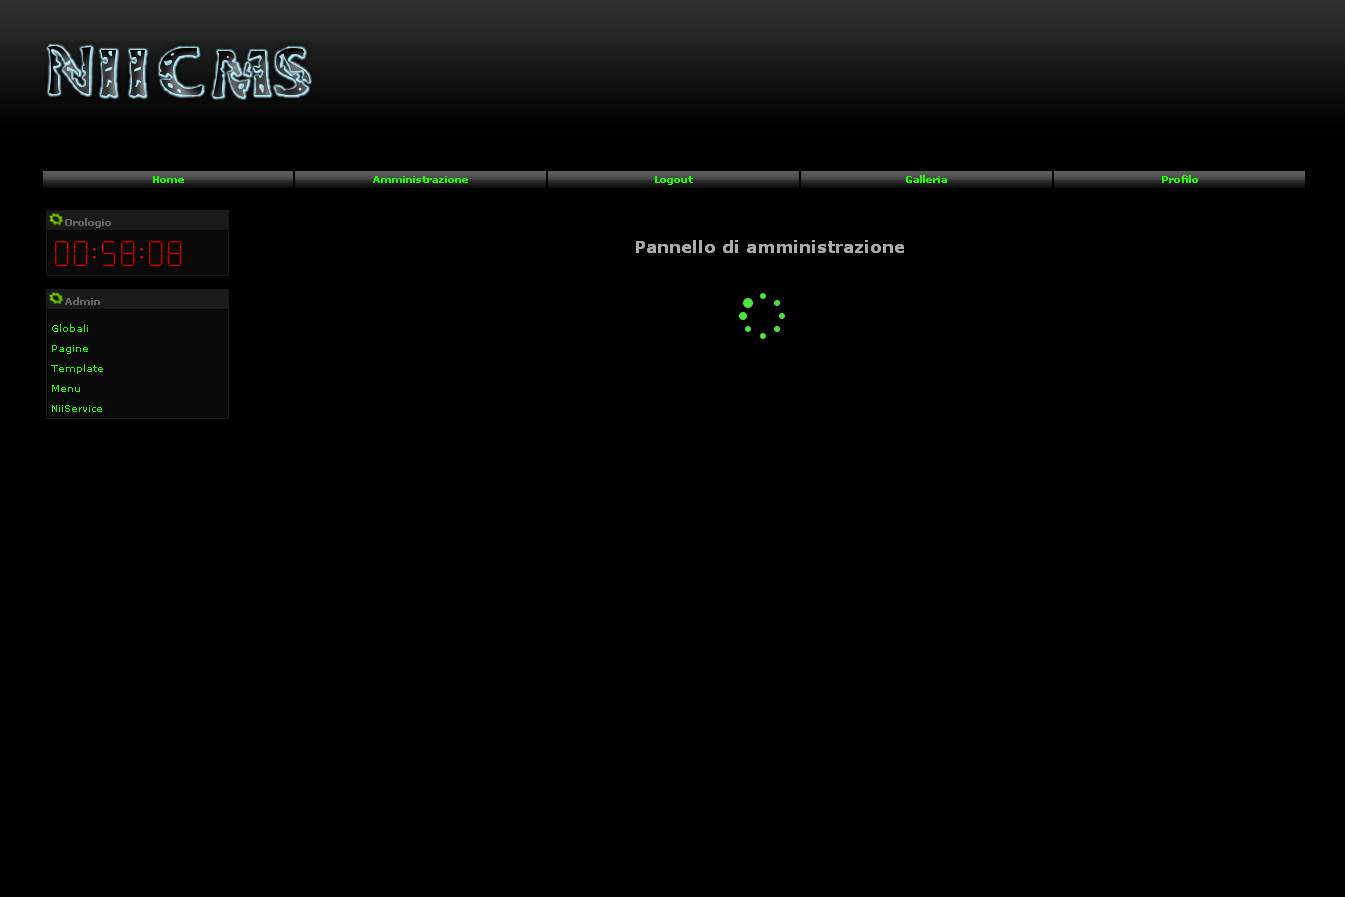 NIICMS
Home Amministrazione Logout Galleria Profilo
Orologio
00:58:08
Pannello di amministrazione
Admin
Globali
Pagine
Template
Menu
NiiService